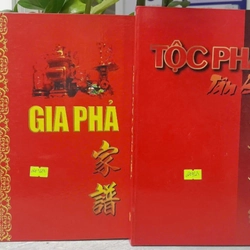 GIA PHẢ
家
譜
TỘC PH